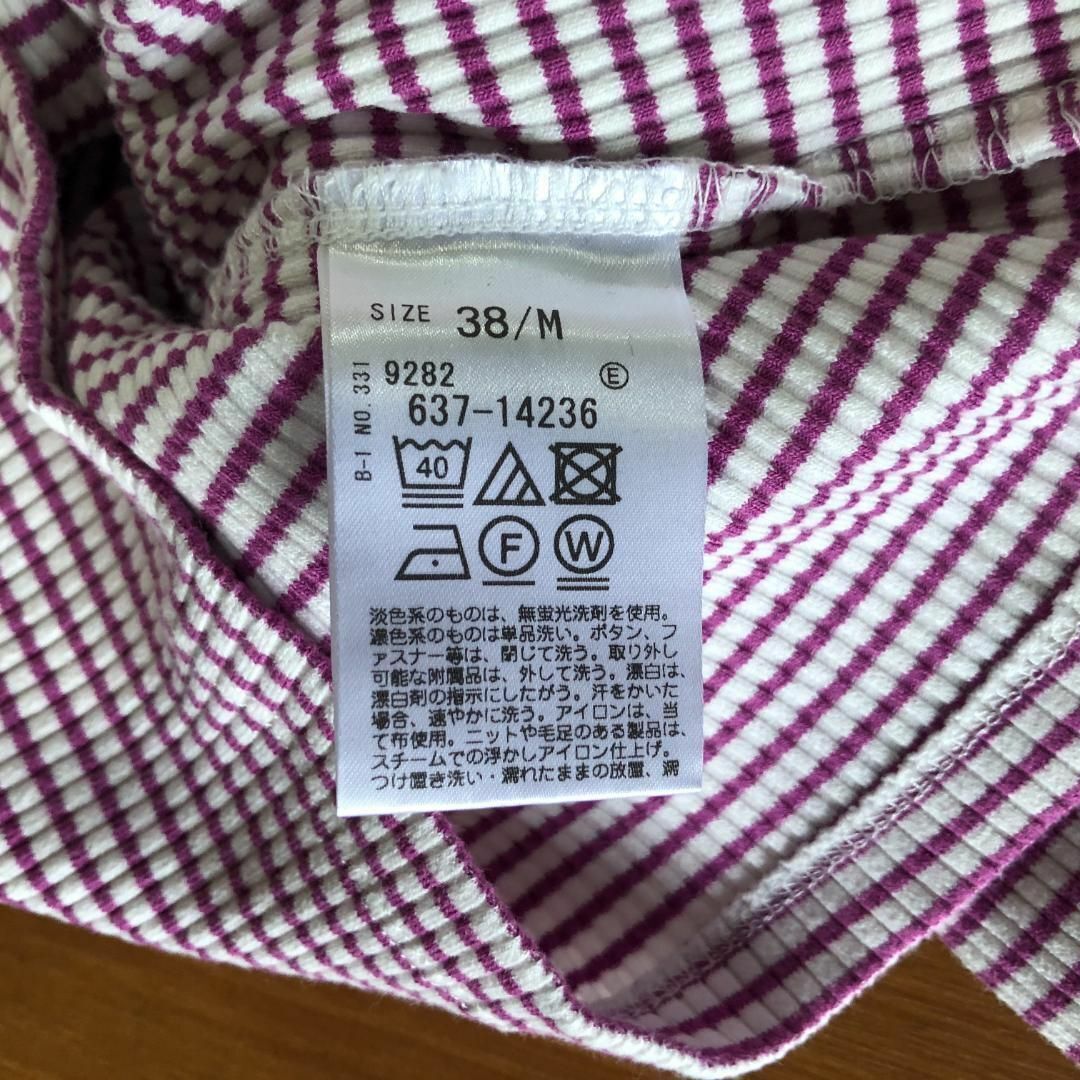 SIZE 38/M
B-1 NO.331
9282 Ⓔ
637-14236
40
F W
淡色系のものは、無蛍光洗剤を使用。
濃色系のものは単品洗い。ボタン、フ
ァスナー等は、閉じて洗う。取り外し
可能な附属品は、外して洗う。漂白は、
漂白剤の指示にしたがう。汗をかいた
場合、速やかに洗う。アイロンは、当
て布使用。ニットや毛足のある製品は、
スチームでの浮かしアイロン仕上げ。
つけ置き洗い・濡れたままの放置、濡